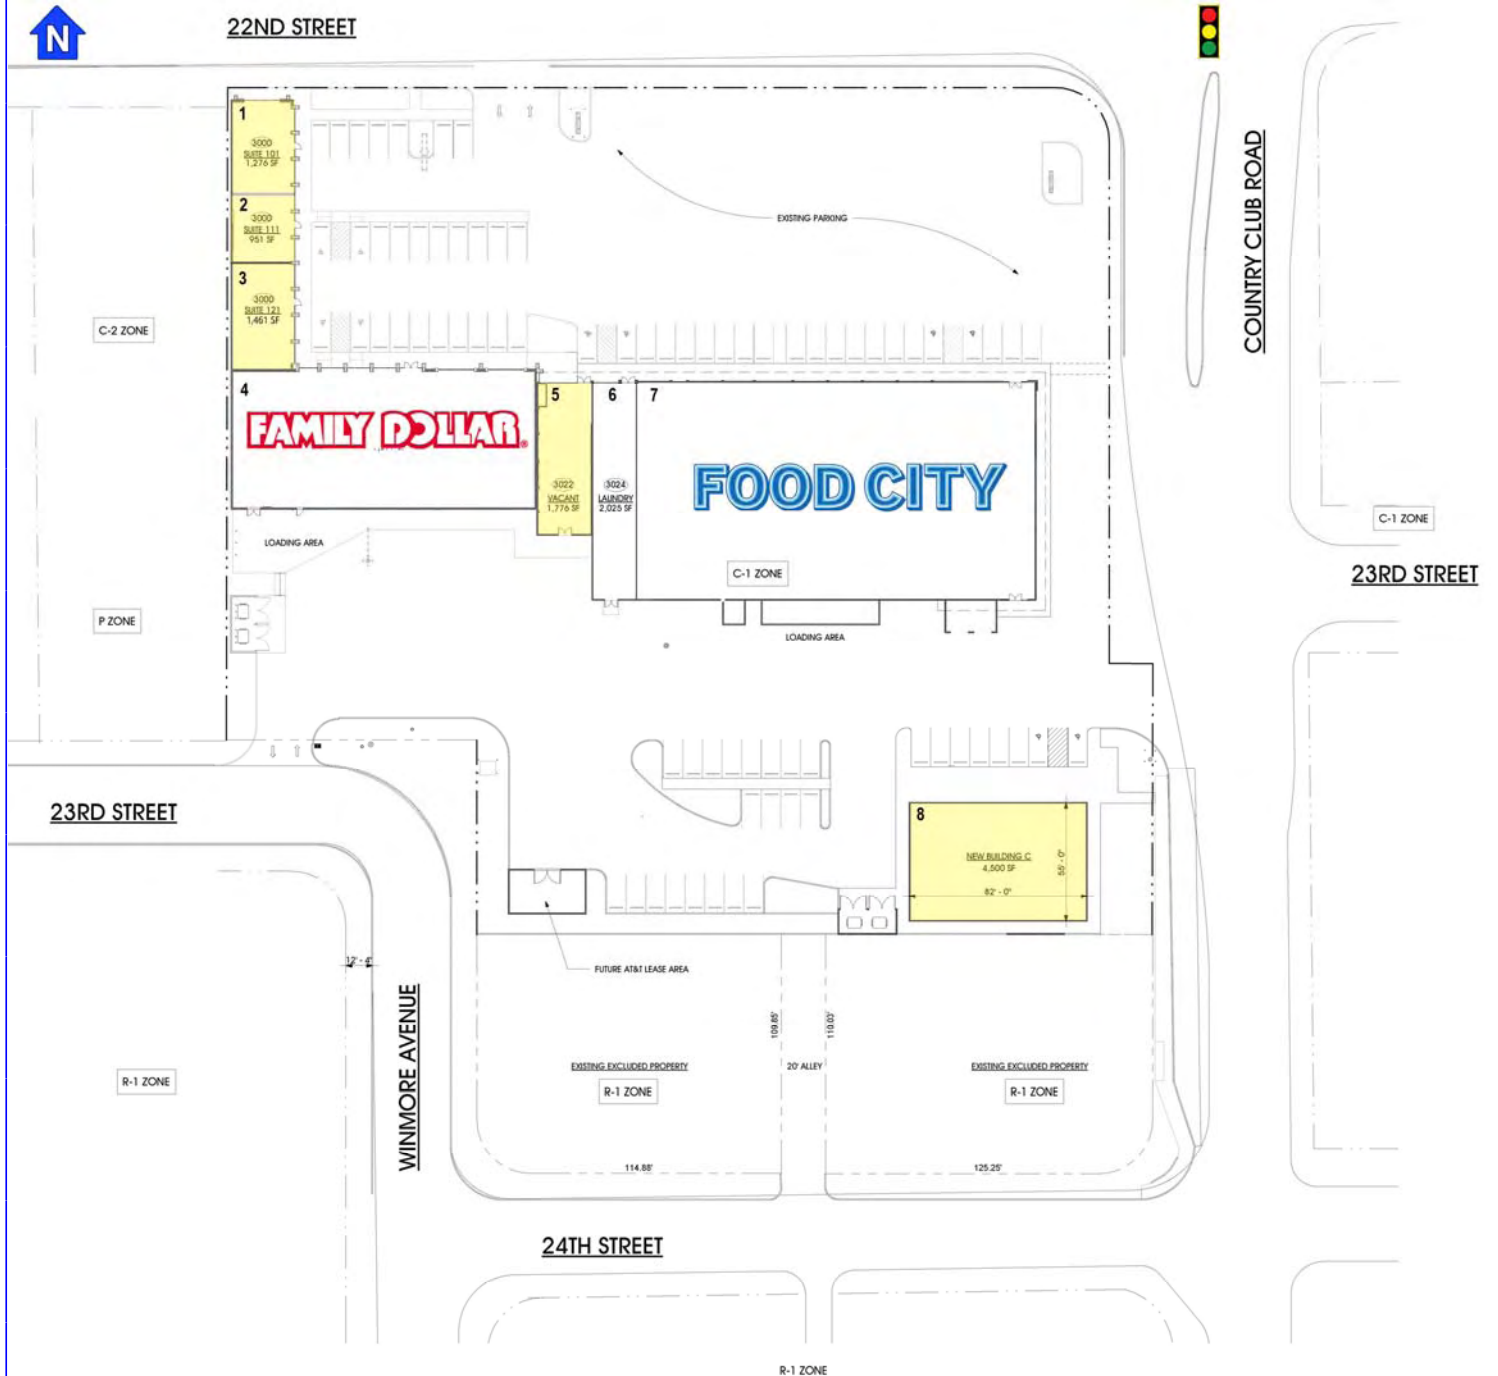 N
22ND STREET
COUNTRY CLUB ROAD
1
3000
SUITE 101
1,276 SF
2
3000
SUITE 111
951 SF
3
3000
SUITE 121
1,461 SF
EXISTING PARKING
C-2 ZONE
4
FAMILY DOLLAR®
5
3022
VACANT
1,776 SF
6
3024
LAUNDRY
2,025 SF
7
FOOD CITY
C-1 ZONE
C-1 ZONE
23RD STREET
LOADING AREA
P ZONE
LOADING AREA
23RD STREET
8
NEW BUILDING C
4,500 SF
82' - 0"
55' - 0"
FUTURE AT&T LEASE AREA
12' - 4"
WINMORE AVENUE
109.85'
110.03'
EXISTING EXCLUDED PROPERTY
R-1 ZONE
20' ALLEY
EXISTING EXCLUDED PROPERTY
R-1 ZONE
R-1 ZONE
114.88'
125.25'
24TH STREET
R-1 ZONE